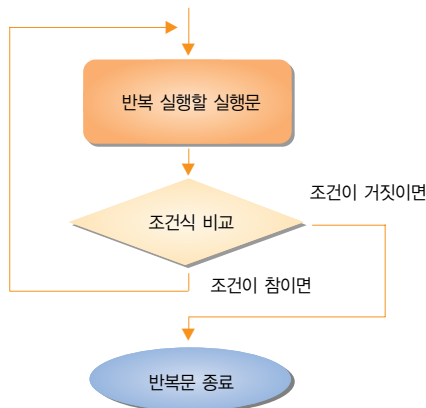 반복 실행할 실행문
조건식 비교
조건이 거짓이면
조건이 참이면
반복문 종료